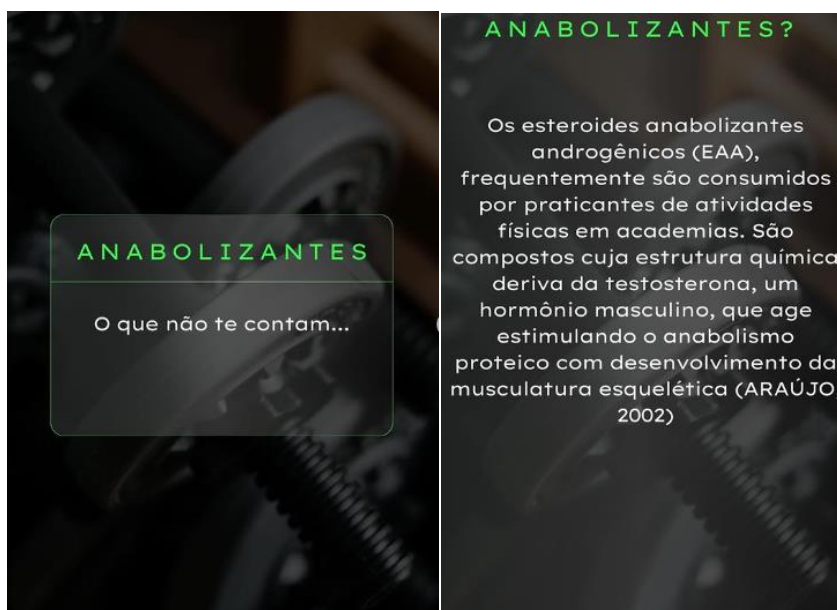 ANABOLIZANTES
O que não te contam...
ANABOLIZANTES?
Os esteroides anabolizantes
androgênicos (EAA),
frequentemente são consumidos
por praticantes de atividades
físicas em academias. São
compostos cuja estrutura química
deriva da testosterona, um
hormônio masculino, que age
estimulando o anabolismo
proteico com desenvolvimento da
musculatura esquelética (ARAÚJO,
2002)